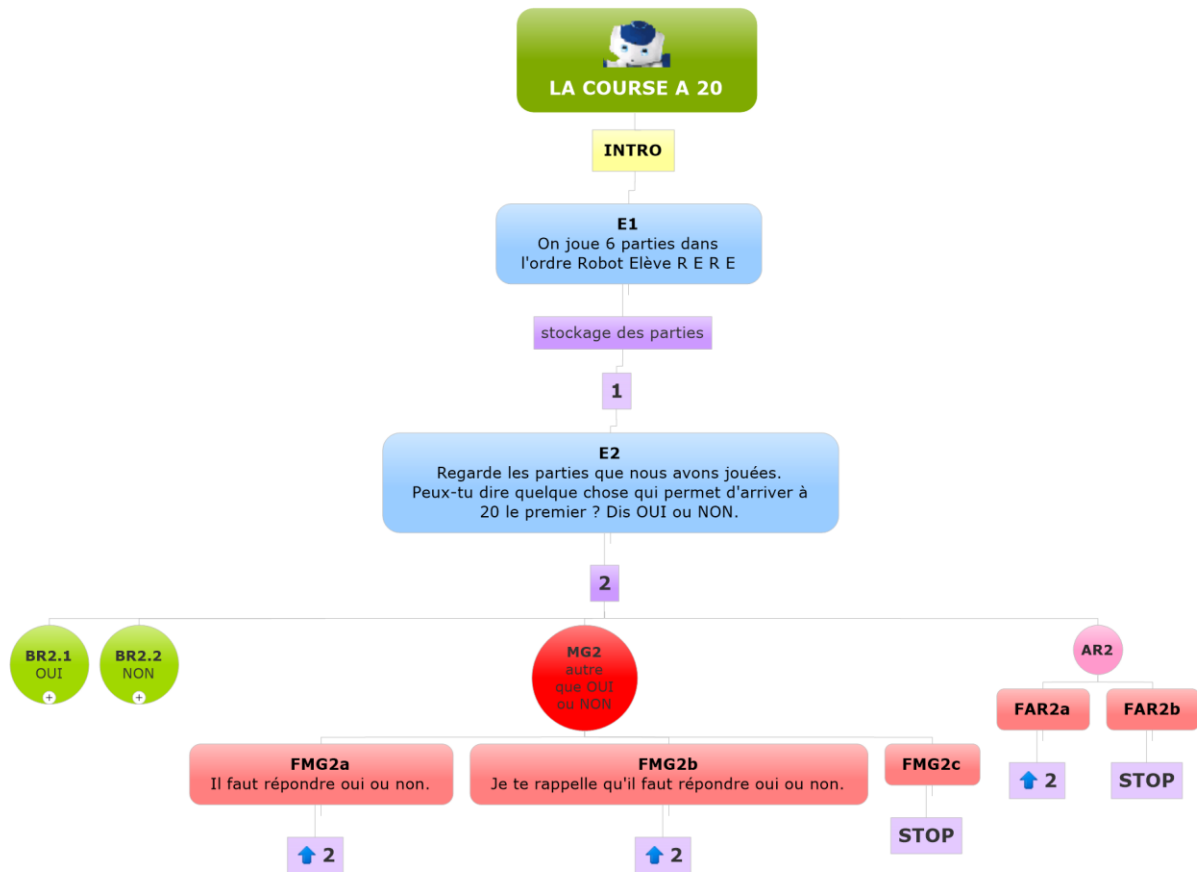 LA COURSE A 20
INTRO
E1
On joue 6 parties dans
l'ordre Robot Elève R E R E
stockage des parties
1
E2
Regarde les parties que nous avons jouées.
Peux-tu dire quelque chose qui permet d'arriver à
20 le premier ? Dis OUI ou NON.
2
BR2.1
OUI
BR2.2
NON
MG2
autre
que OUI
ou NON
AR2
FAR2a
FAR2b
2
STOP
FMG2a
Il faut répondre oui ou non.
FMG2b
Je te rappelle qu'il faut répondre oui ou non.
FMG2c
2
2
STOP